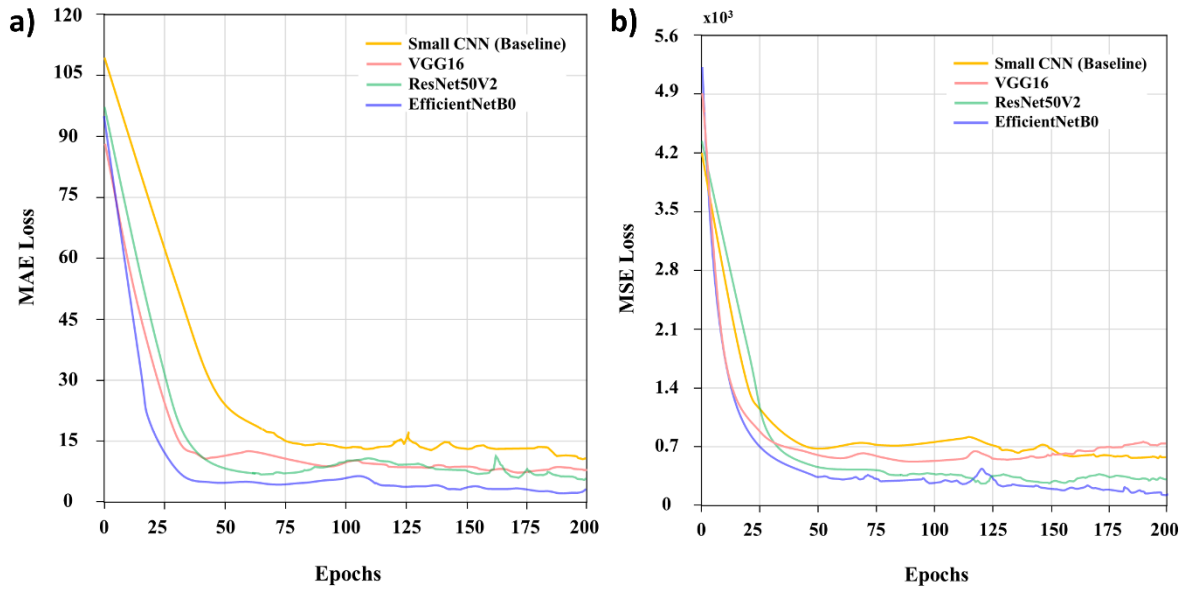 a)
120
105
90
75
60
45
30
15
0
MAE Loss
Small CNN (Baseline)
VGG16
ResNet50V2
EfficientNetB0
0 25 50 75 100 125 150 175 200
Epochs
b)
x10³
5.6
4.9
4.2
3.5
2.8
2.1
1.4
0.7
0
MSE Loss
Small CNN (Baseline)
VGG16
ResNet50V2
EfficientNetB0
0 25 50 75 100 125 150 175 200
Epochs